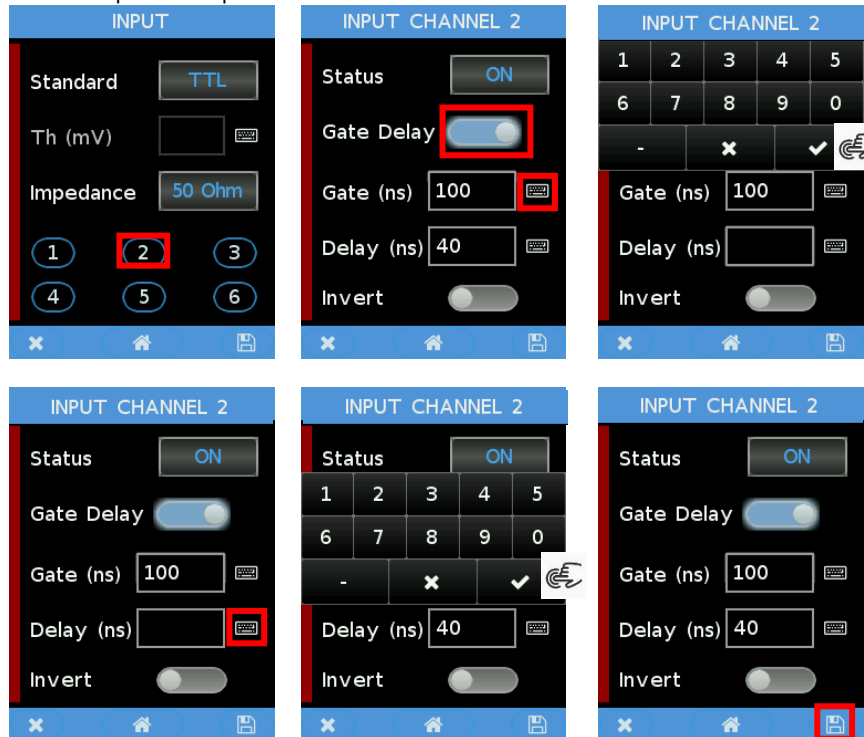 INPUT
Standard TTL
Th (mV)
Impedance 50 Ohm
1 2 3
4 5 6
INPUT CHANNEL 2
Status ON
Gate Delay
Gate (ns) 100
Delay (ns) 40
Invert
INPUT CHANNEL 2
1 2 3 4 5
6 7 8 9 0
-
Gate (ns) 100
Delay (ns)
Invert
INPUT CHANNEL 2
Status ON
Gate Delay
Gate (ns) 100
Delay (ns)
Invert
INPUT CHANNEL 2
Status ON
1 2 3 4 5
6 7 8 9 0
-
Delay (ns) 40
Invert
INPUT CHANNEL 2
Status ON
Gate Delay
Gate (ns) 100
Delay (ns) 40
Invert